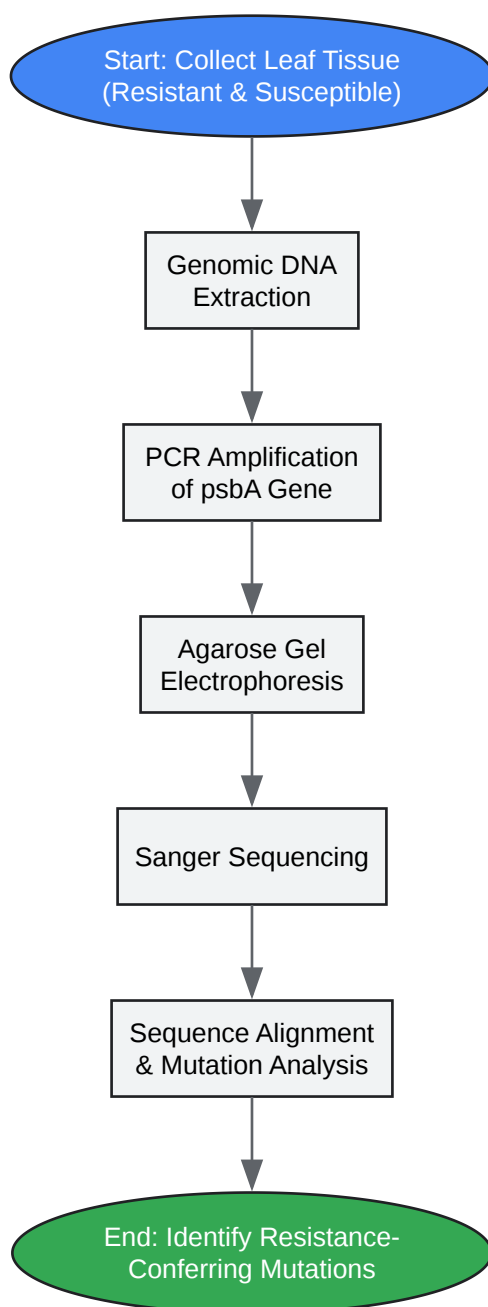 Start: Collect Leaf Tissue
(Resistant & Susceptible)
Genomic DNA
Extraction
PCR Amplification
of psbA Gene
Agarose Gel
Electrophoresis
Sanger Sequencing
Sequence Alignment
& Mutation Analysis
End: Identify Resistance-
Conferring Mutations